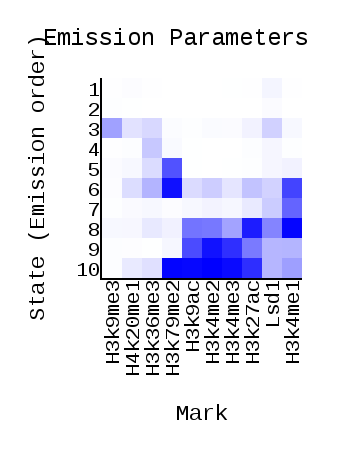 Emission Parameters
State (Emission order)
1
2
3
4
5
6
7
8
9
10
H3k9me3
H4k20me1
H3k36me3
H3k79me2
H3k9ac
H3k4me2
H3k4me3
H3k27ac
Lsd1
H3k4me1
Mark